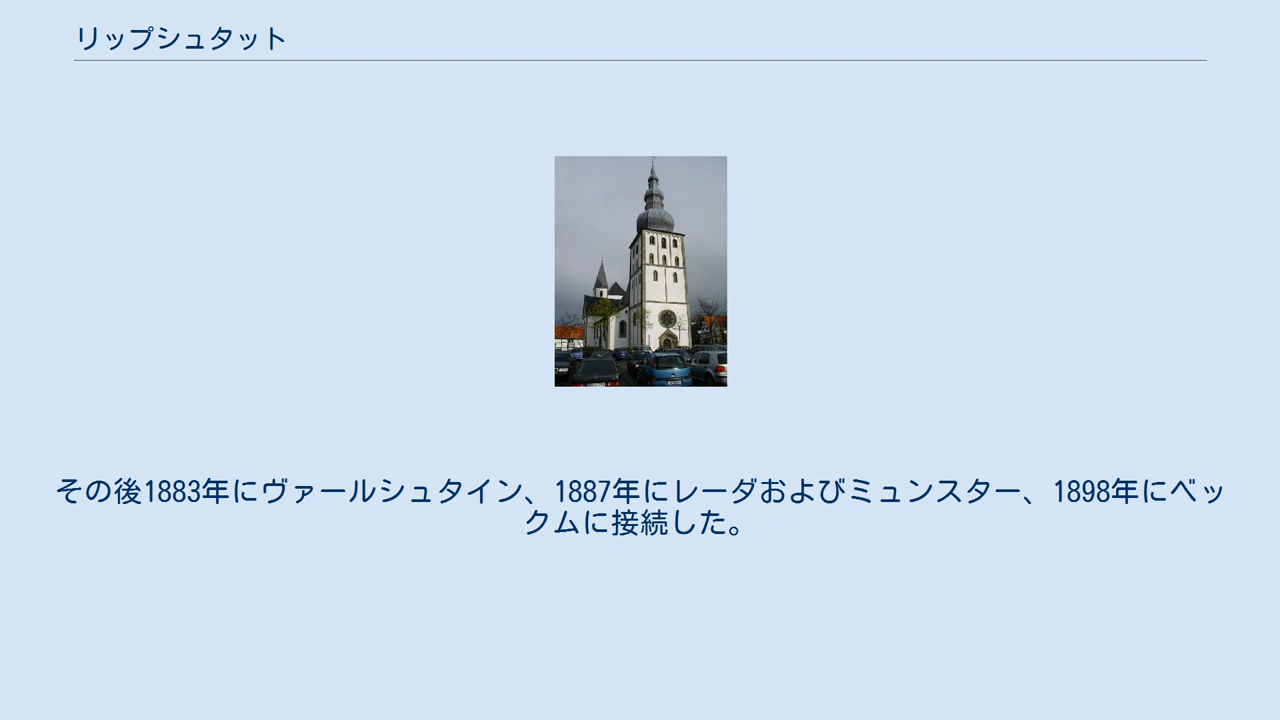 リップシュタット
その後1883年にヴァールシュタイン、1887年にレーダおよびミュンスター、1898年にベッ
クムに接続した。